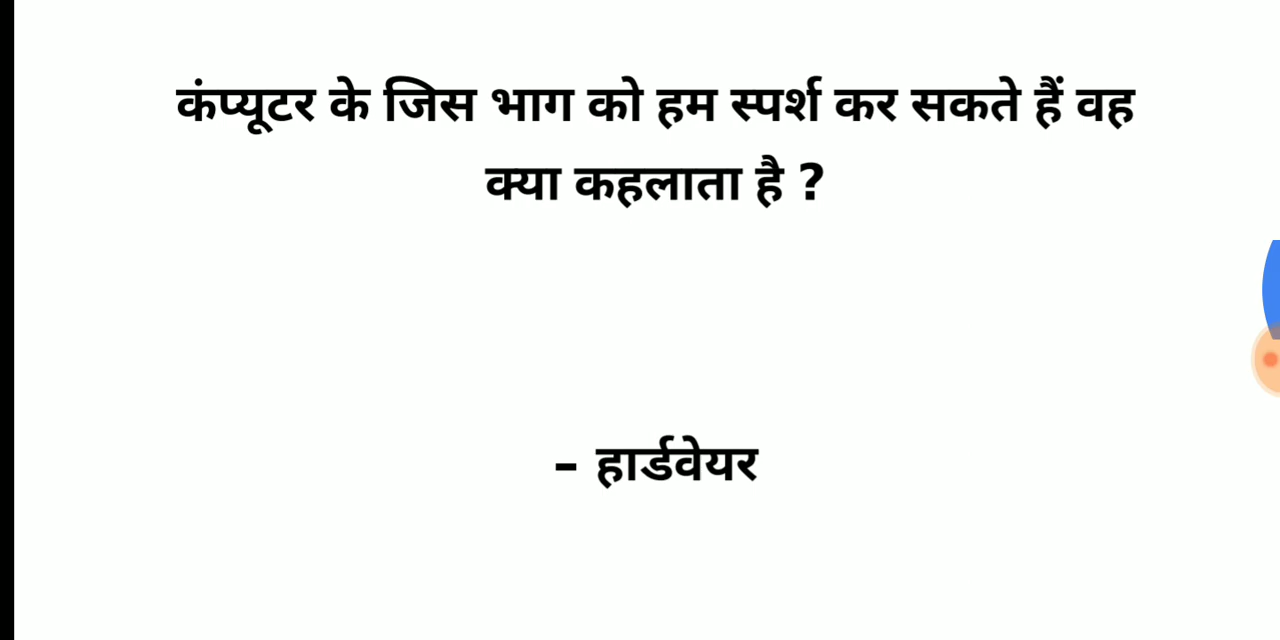 कंप्यूटर के जिस भाग को हम स्पर्श कर सकते हैं वह
क्या कहलाता है ?
– हार्डवेयर